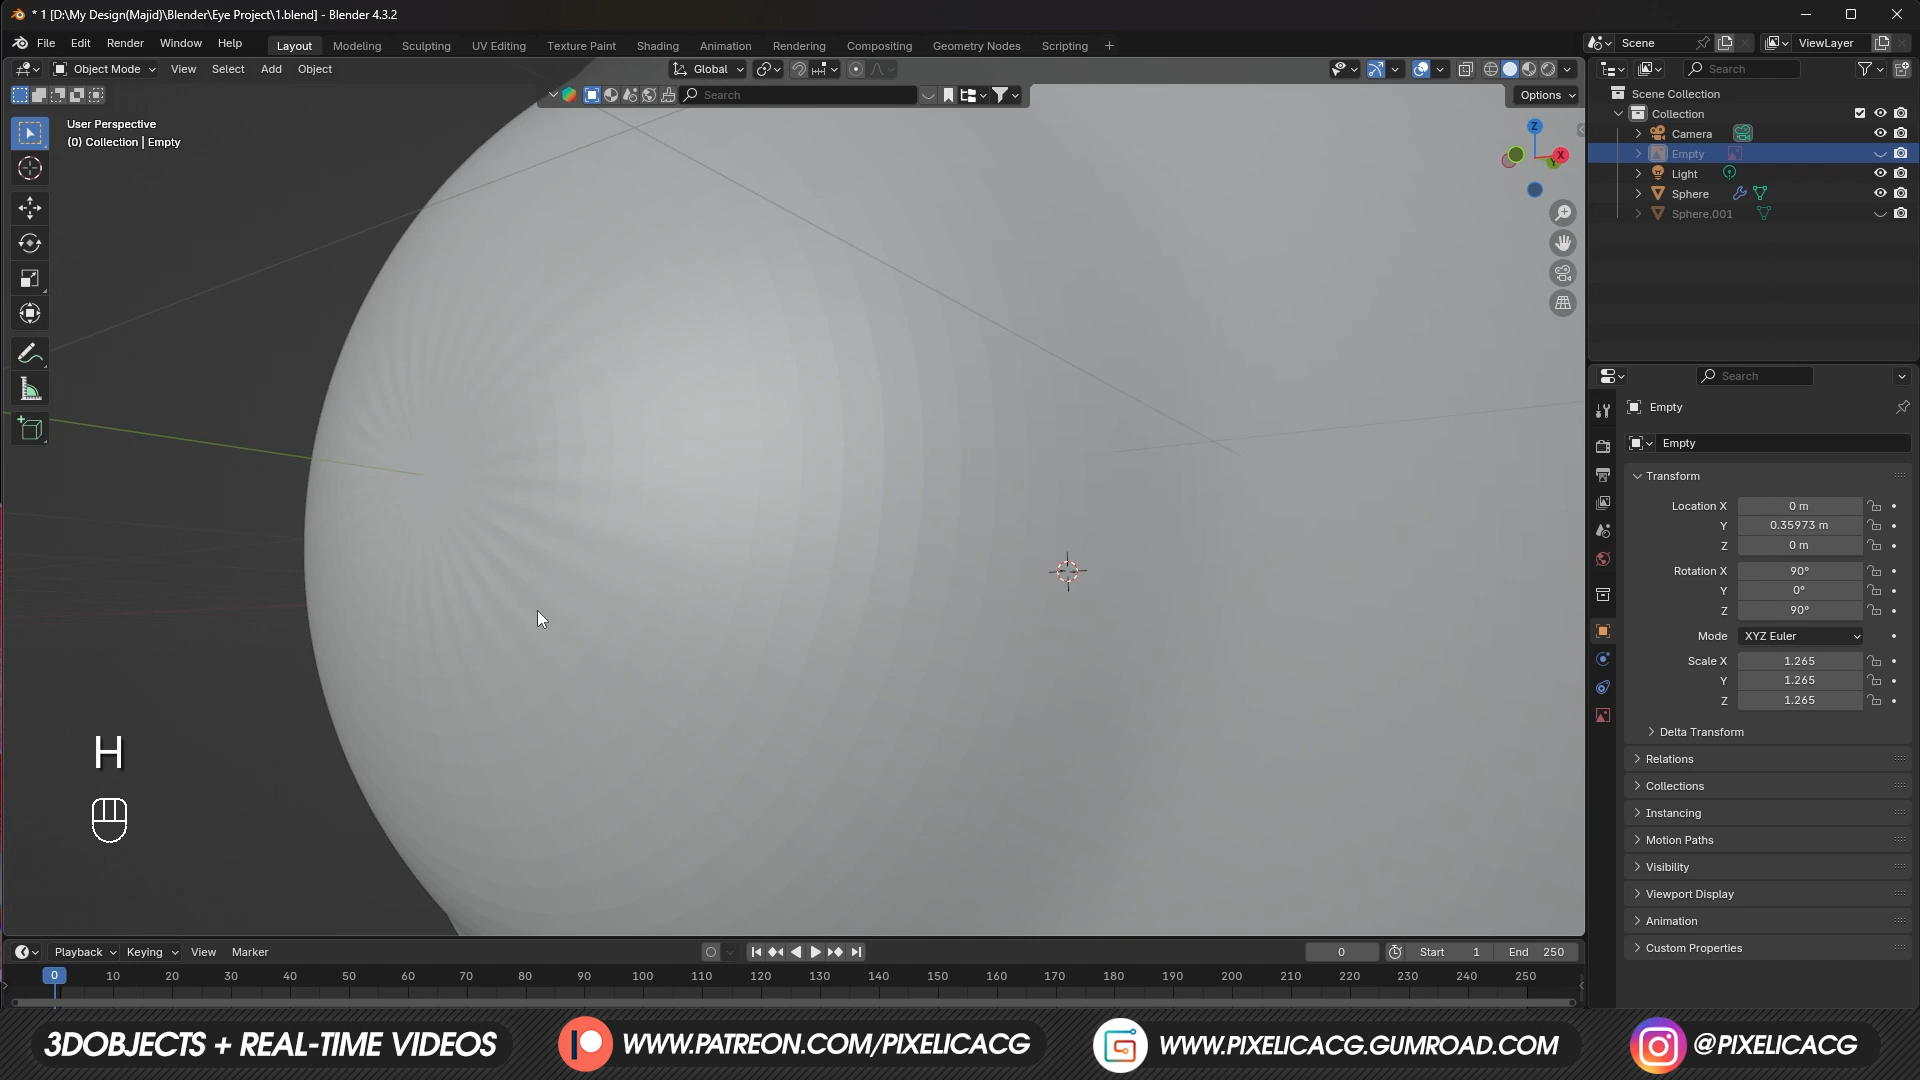 * 1 [D:\My Design(Majid)\Blender\Eye Project\1.blend] - Blender 4.3.2
File Edit Render Window Help
Layout Modeling Sculpting UV Editing Texture Paint Shading Animation Rendering Compositing Geometry Nodes Scripting +
Scene
ViewLayer
Object Mode View Select Add Object
Global
Search
Options
User Perspective
(0) Collection | Empty
Z
X
Y
Search
Scene Collection
Collection
Camera
Empty
Light
Sphere
Sphere.001
Search
Empty
Empty
Transform
Location X 0 m
Y 0.35973 m
Z 0 m
Rotation X 90°
Y 0°
Z 90°
Mode XYZ Euler
Scale X 1.265
Y 1.265
Z 1.265
Delta Transform
Relations
Collections
Instancing
Motion Paths
Visibility
Viewport Display
Animation
Custom Properties
H
Playback Keying View Marker
0
Start 1
End 250
0 10 20 30 40 50 60 70 80 90 100 110 120 130 140 150 160 170 180 190 200 210 220 230 240 250
3DOBJECTS + REAL-TIME VIDEOS
WWW.PATREON.COM/PIXELICACG
WWW.PIXELICACG.GUMROAD.COM
@PIXELICACG